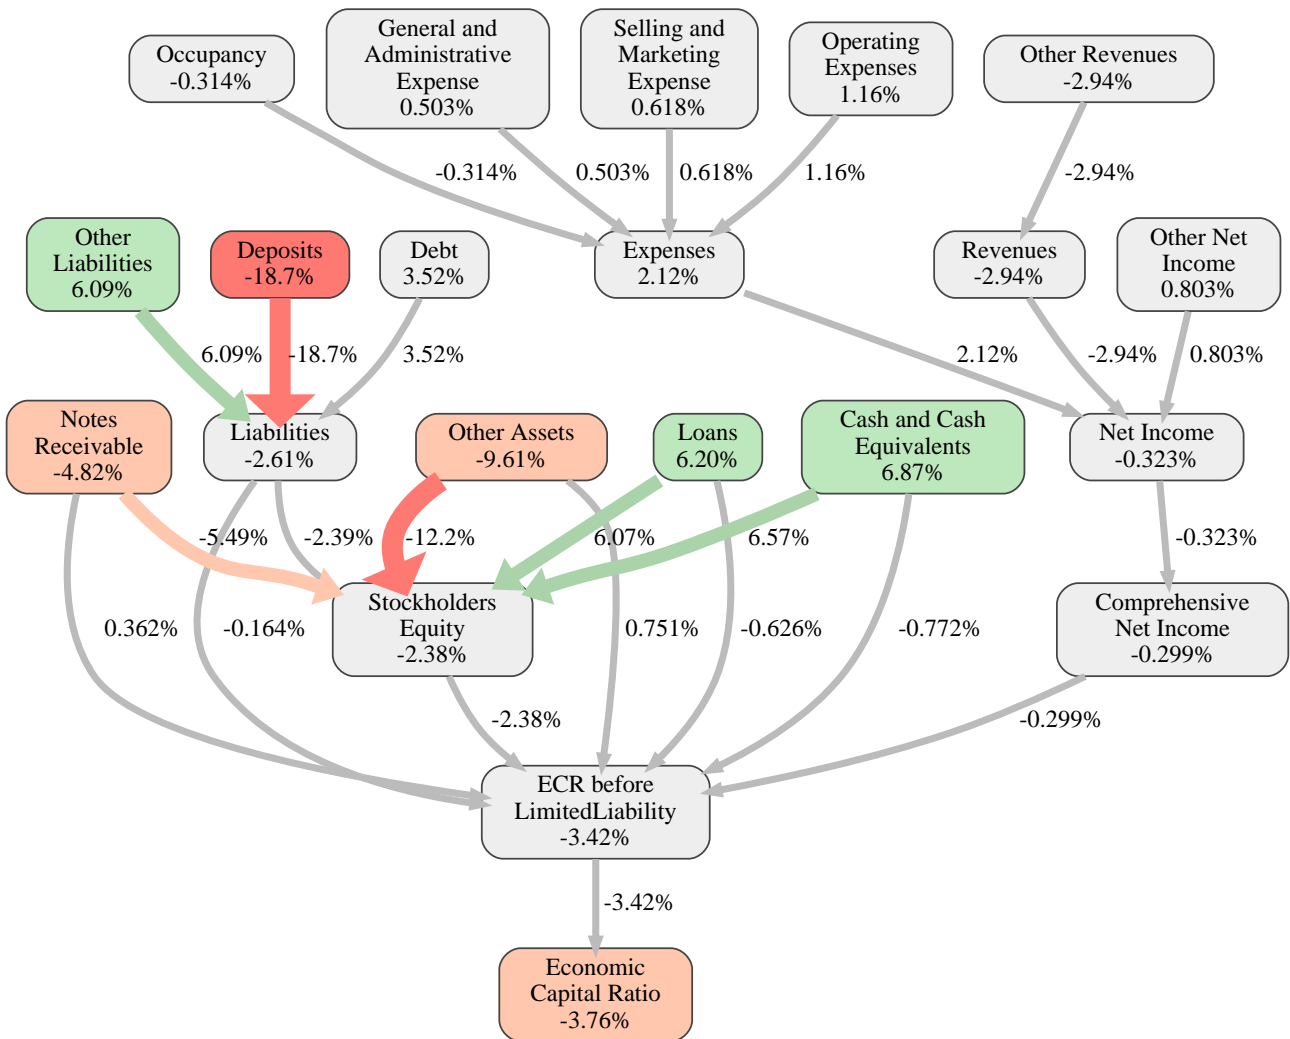 Occupancy
-0.314%
General and
Administrative
Expense
0.503%
Selling and
Marketing
Expense
0.618%
Operating
Expenses
1.16%
Other Revenues
-2.94%
-0.314%
0.503%
0.618%
1.16%
-2.94%
Other
Liabilities
6.09%
Deposits
-18.7%
Debt
3.52%
Expenses
2.12%
Revenues
-2.94%
Other Net
Income
0.803%
6.09%
-18.7%
3.52%
2.12%
-2.94%
0.803%
Notes
Receivable
-4.82%
Liabilities
-2.61%
Other Assets
-9.61%
Loans
6.20%
Cash and Cash
Equivalents
6.87%
Net Income
-0.323%
-5.49%
-2.39%
-12.2%
6.07%
6.57%
-0.323%
Stockholders
Equity
-2.38%
Comprehensive
Net Income
-0.299%
0.362%
-0.164%
0.751%
-0.626%
-0.772%
-2.38%
-0.299%
ECR before
LimitedLiability
-3.42%
-3.42%
Economic
Capital Ratio
-3.76%